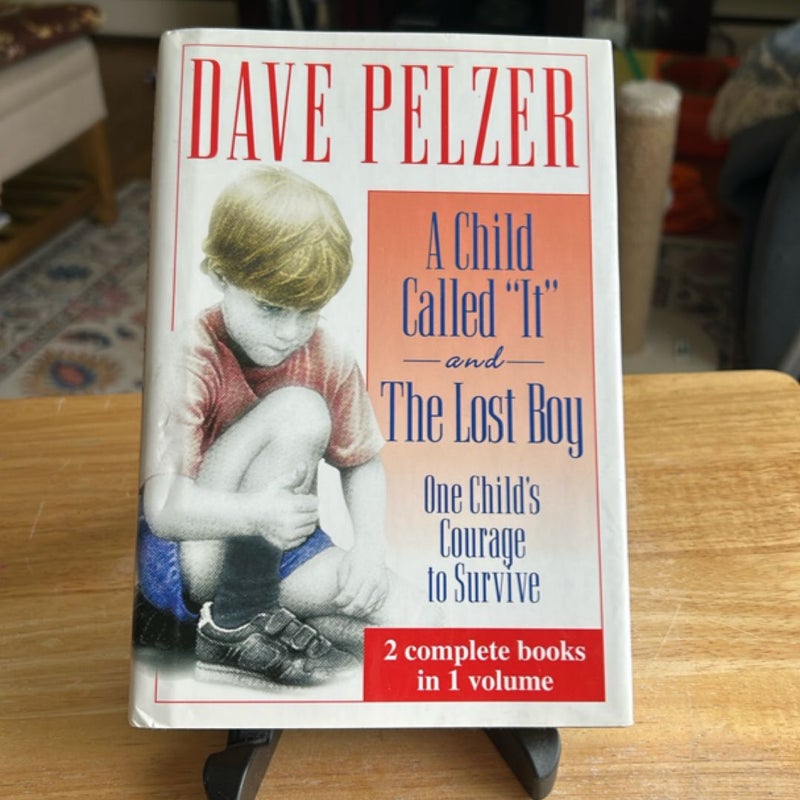 DAVE PELZER
A Child
Called "It"
and
The Lost Boy
One Child's
Courage
to Survive
2 complete books
in 1 volume